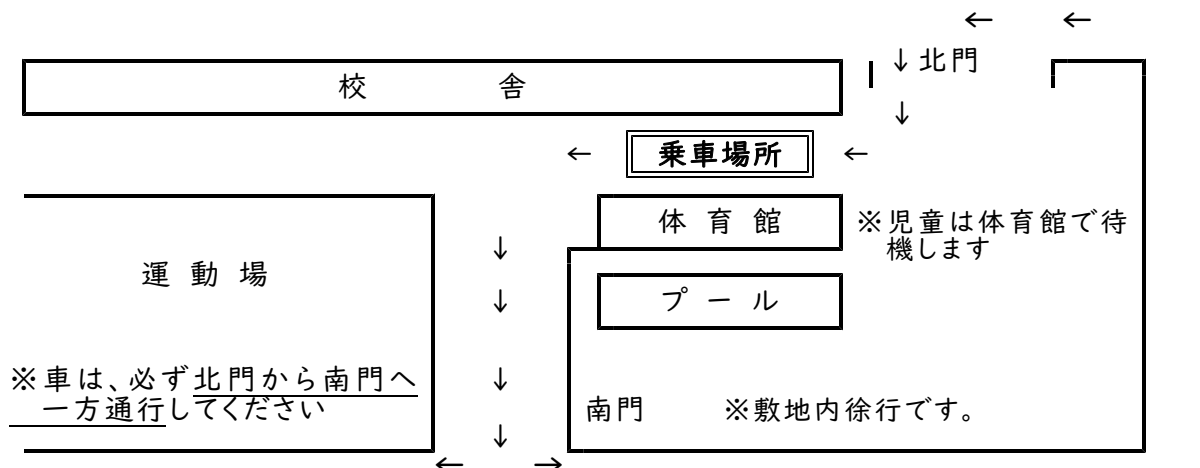 ← ←
↓北門
校 舎
↓
← 乗車場所 ←
体 育 館 ※児童は体育館で待
機します
↓
運 動 場
↓
プ ー ル
※車は、必ず北門から南門へ
一方通行してください
↓
南門 ※敷地内徐行です。
↓
← →